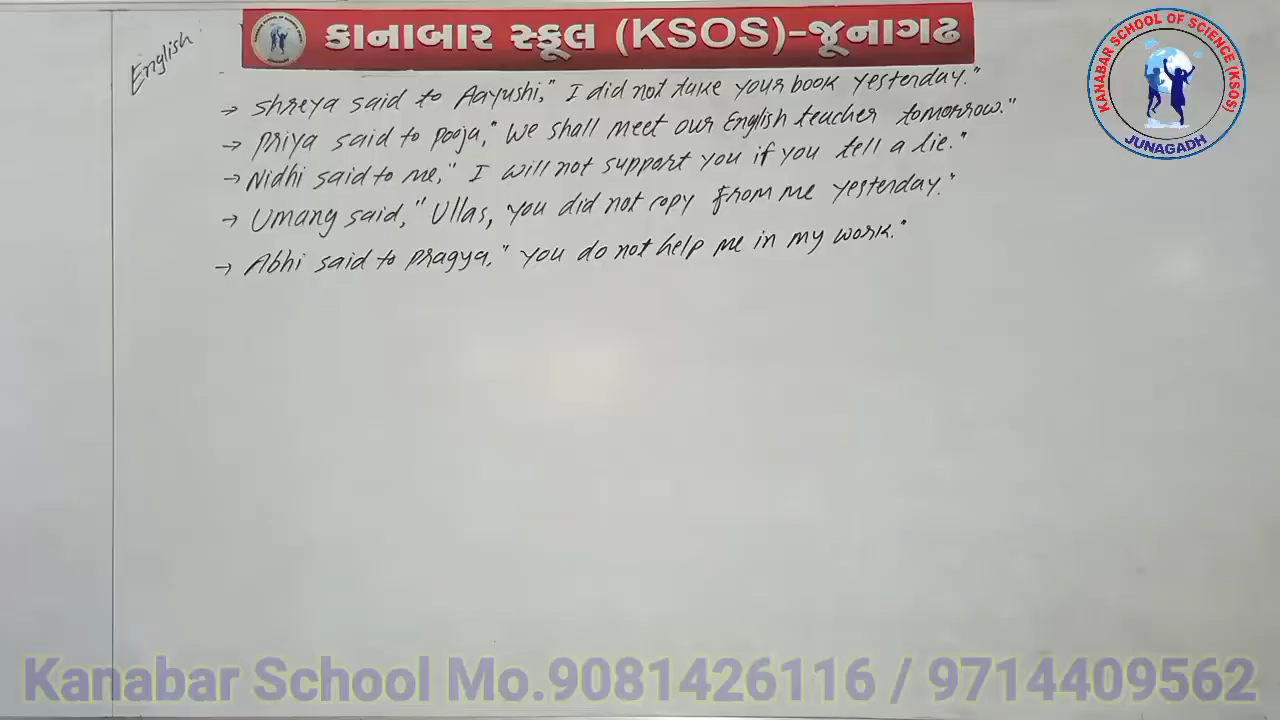 English:
કાનાબાર સ્કૂલ (KSOS)-જૂનાગઢ
KANABAR SCHOOL OF SCIENCE (KSOS)
JUNAGADH
→ Shreya said to Aayushi," I did not take your book yesterday."
→ Priya said to Pooja," We shall meet our English teacher tomorrow."
→ Nidhi said to me," I will not support you if you tell a lie."
→ Umang said," Ullas, you did not copy from me yesterday."
→ Abhi said to Pragya," You do not help me in my work."
Kanabar School Mo.9081426116 / 9714409562